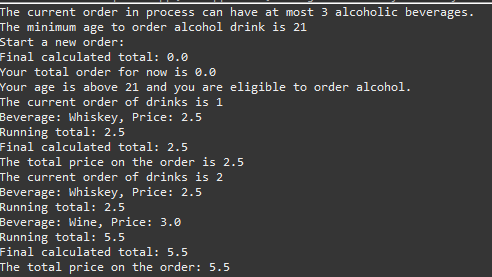 The current order in process can have at most 3 alcoholic beverages.
The minimum age to order alcohol drink is 21
Start a new order:
Final calculated total: 0.0
Your total order for now is 0.0
Your age is above 21 and you are eligible to order alcohol.
The current order of drinks is 1
Beverage: Whiskey, Price: 2.5
Running total: 2.5
Final calculated total: 2.5
The total price on the order is 2.5
The current order of drinks is 2
Beverage: Whiskey, Price: 2.5
Running total: 2.5
Beverage: Wine, Price: 3.0
Running total: 5.5
Final calculated total: 5.5
The total price on the order: 5.5